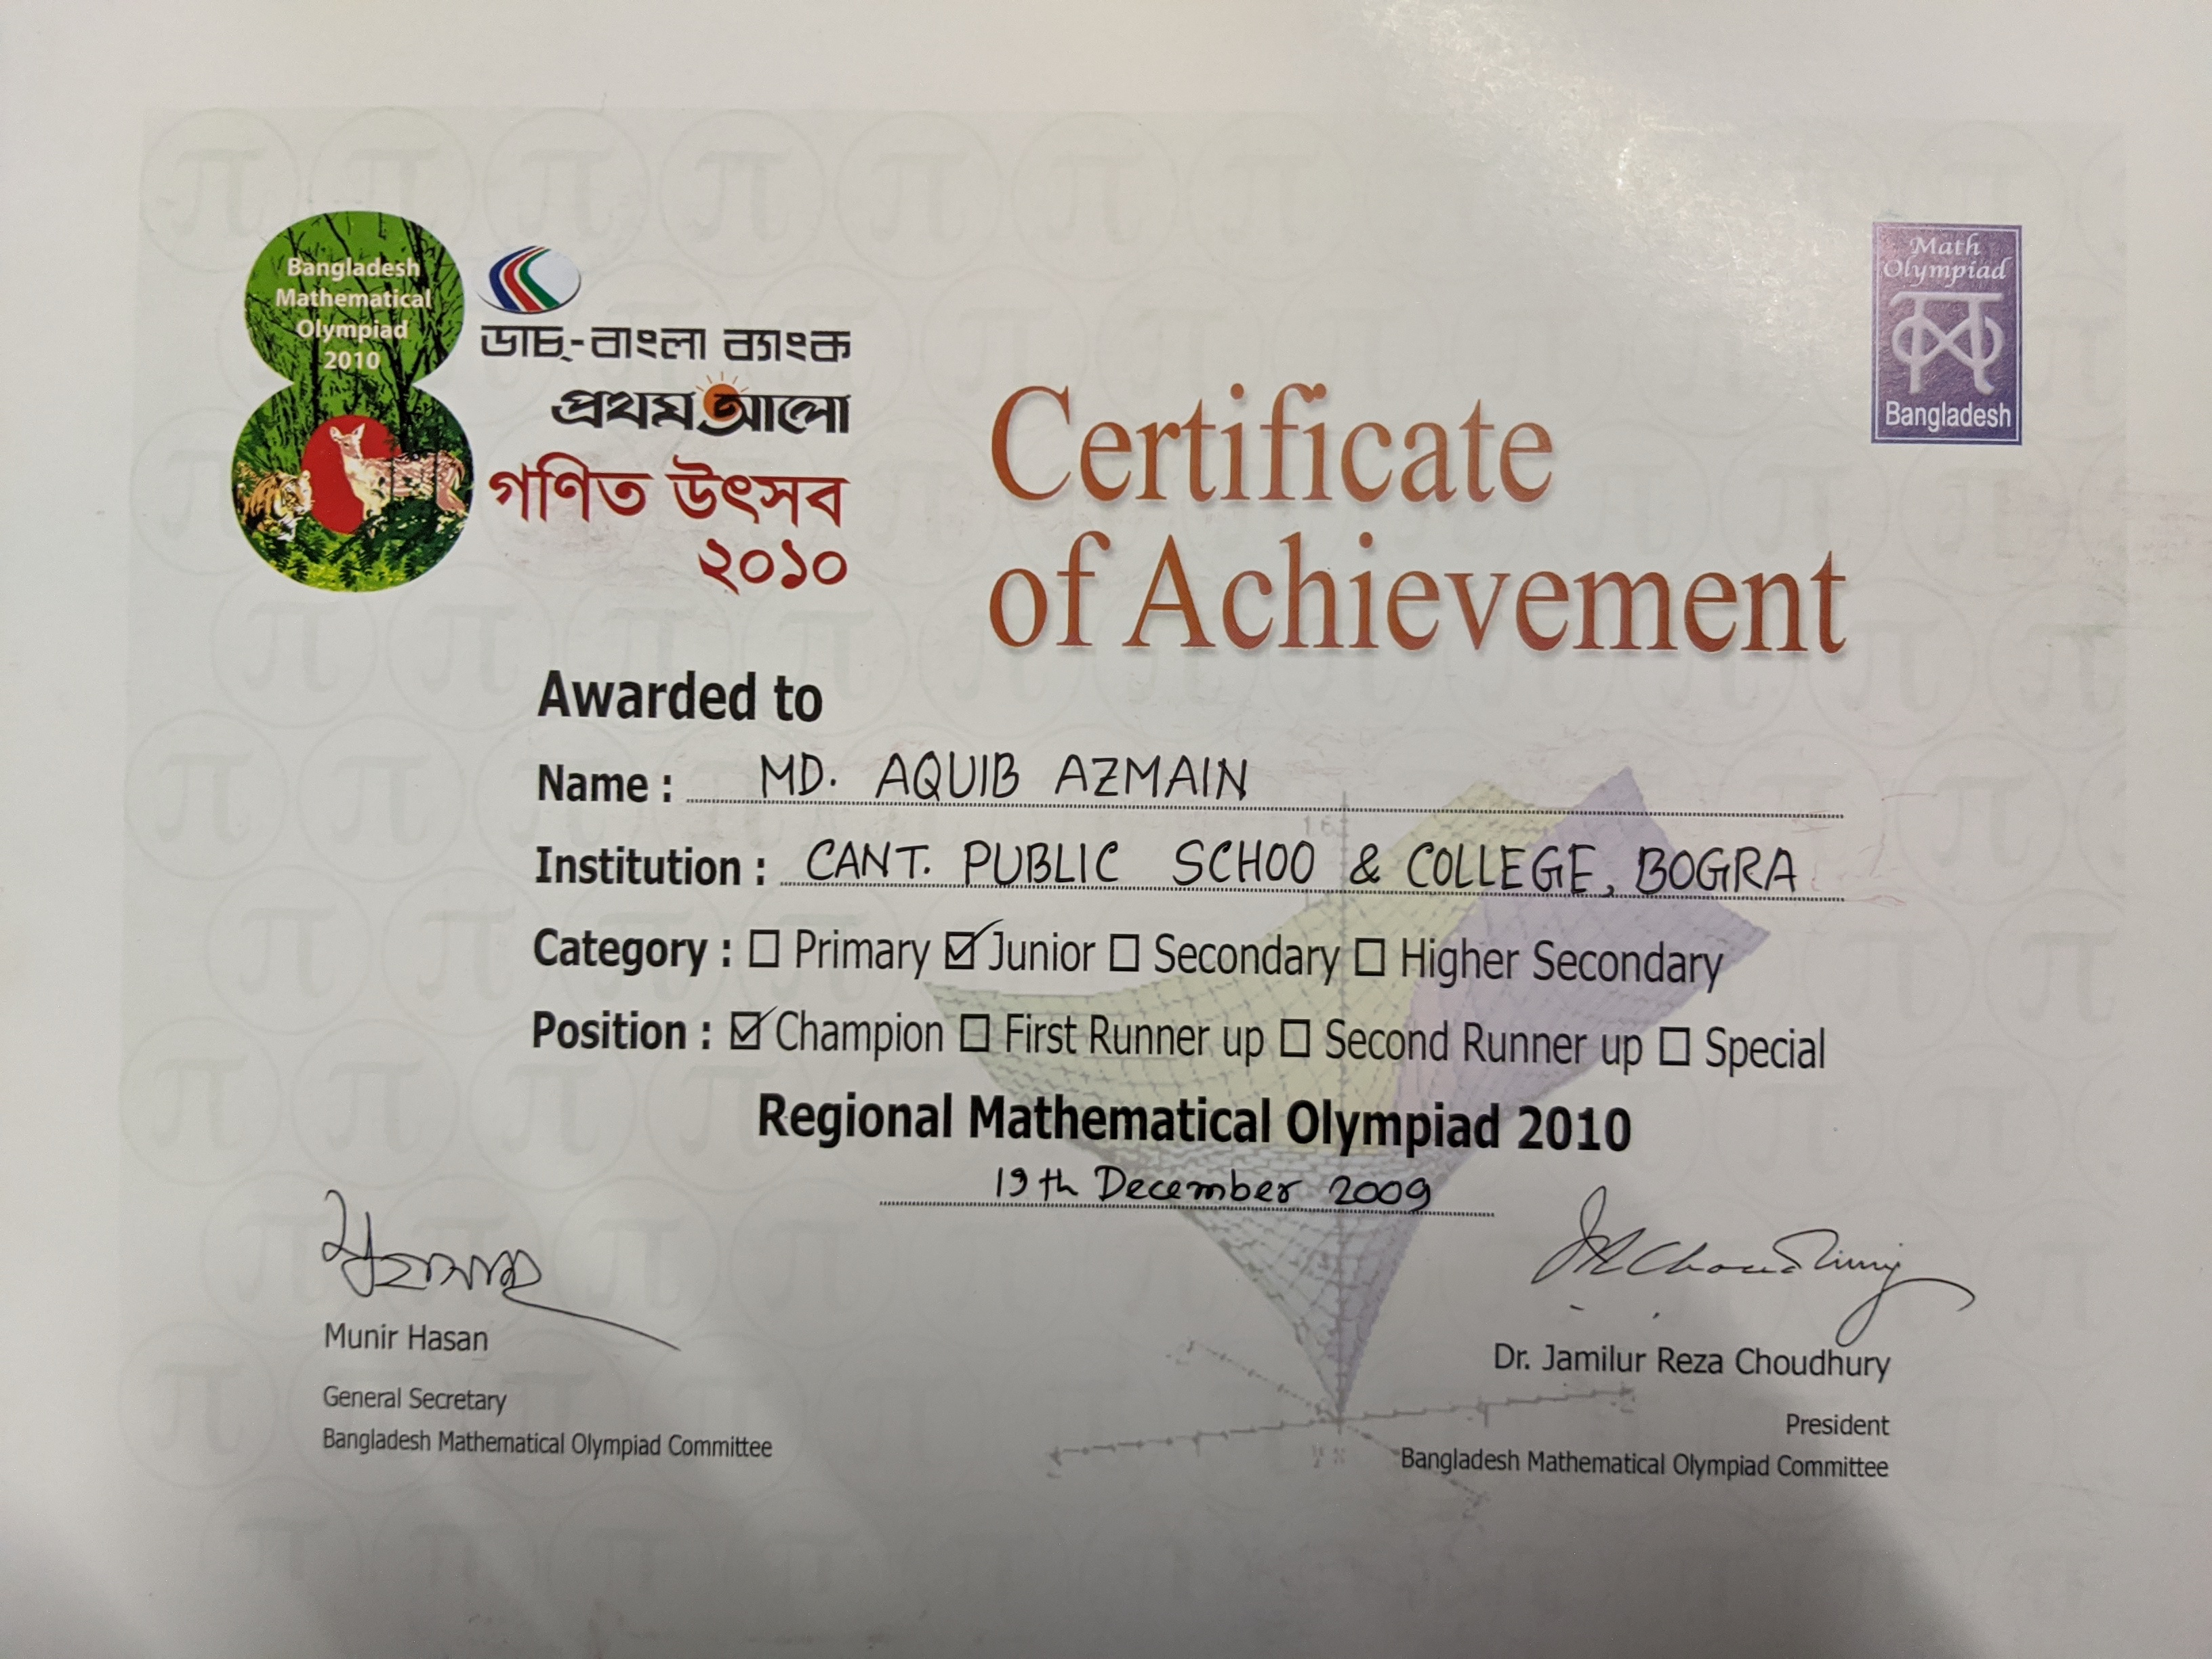 Bangladesh
Mathematical
Olympiad
2010
ডাচ্-বাংলা ব্যাংক
প্রথম আলো
গণিত উৎসব
২০১০
Math
Olympiad
Bangladesh
Certificate
of Achievement
Awarded to
Name : MD. AQUIB AZMAIN
Institution : CANT. PUBLIC SCHOO & COLLEGE, BOGRA
Category : ☐ Primary ☑ Junior ☐ Secondary ☐ Higher Secondary
Position : ☑ Champion ☐ First Runner up ☐ Second Runner up ☐ Special
Regional Mathematical Olympiad 2010
19th December 2009
Munir Hasan
General Secretary
Bangladesh Mathematical Olympiad Committee
JRChoudhury
Dr. Jamilur Reza Choudhury
President
Bangladesh Mathematical Olympiad Committee